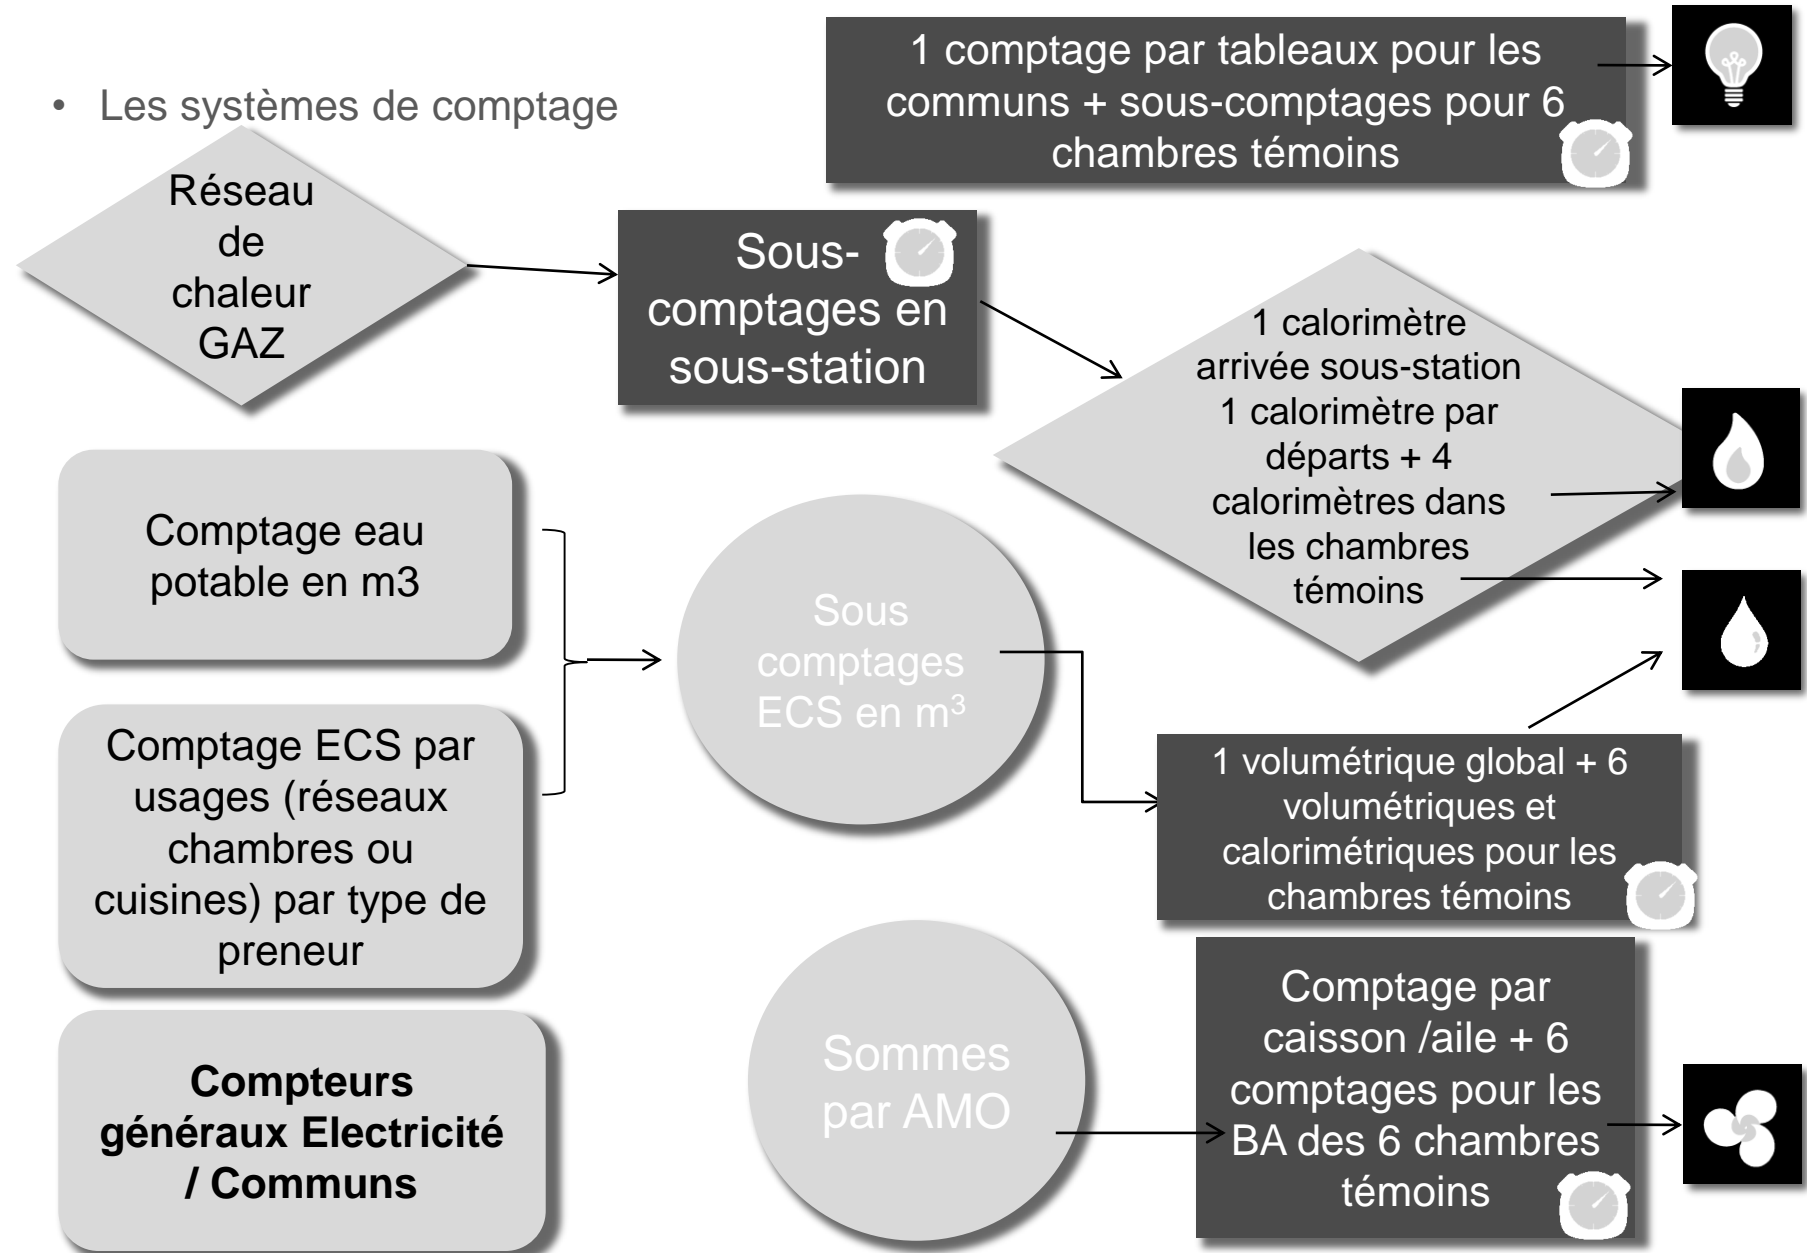 • Les systèmes de comptage
1 comptage par tableaux pour les
communs + sous-comptages pour 6
chambres témoins
Réseau
de
chaleur
GAZ
Sous-
comptages en
sous-station
1 calorimètre
arrivée sous-station
1 calorimètre par
départs + 4
calorimètres dans
les chambres
témoins
Comptage eau
potable en m3
Sous
comptages
ECS en m³
Comptage ECS par
usages (réseaux
chambres ou
cuisines) par type de
preneur
1 volumétrique global + 6
volumétriques et
calorimétriques pour les
chambres témoins
Compteurs
généraux Electricité
/ Communs
Sommes
par AMO
Comptage par
caisson /aile + 6
comptages pour les
BA des 6 chambres
témoins